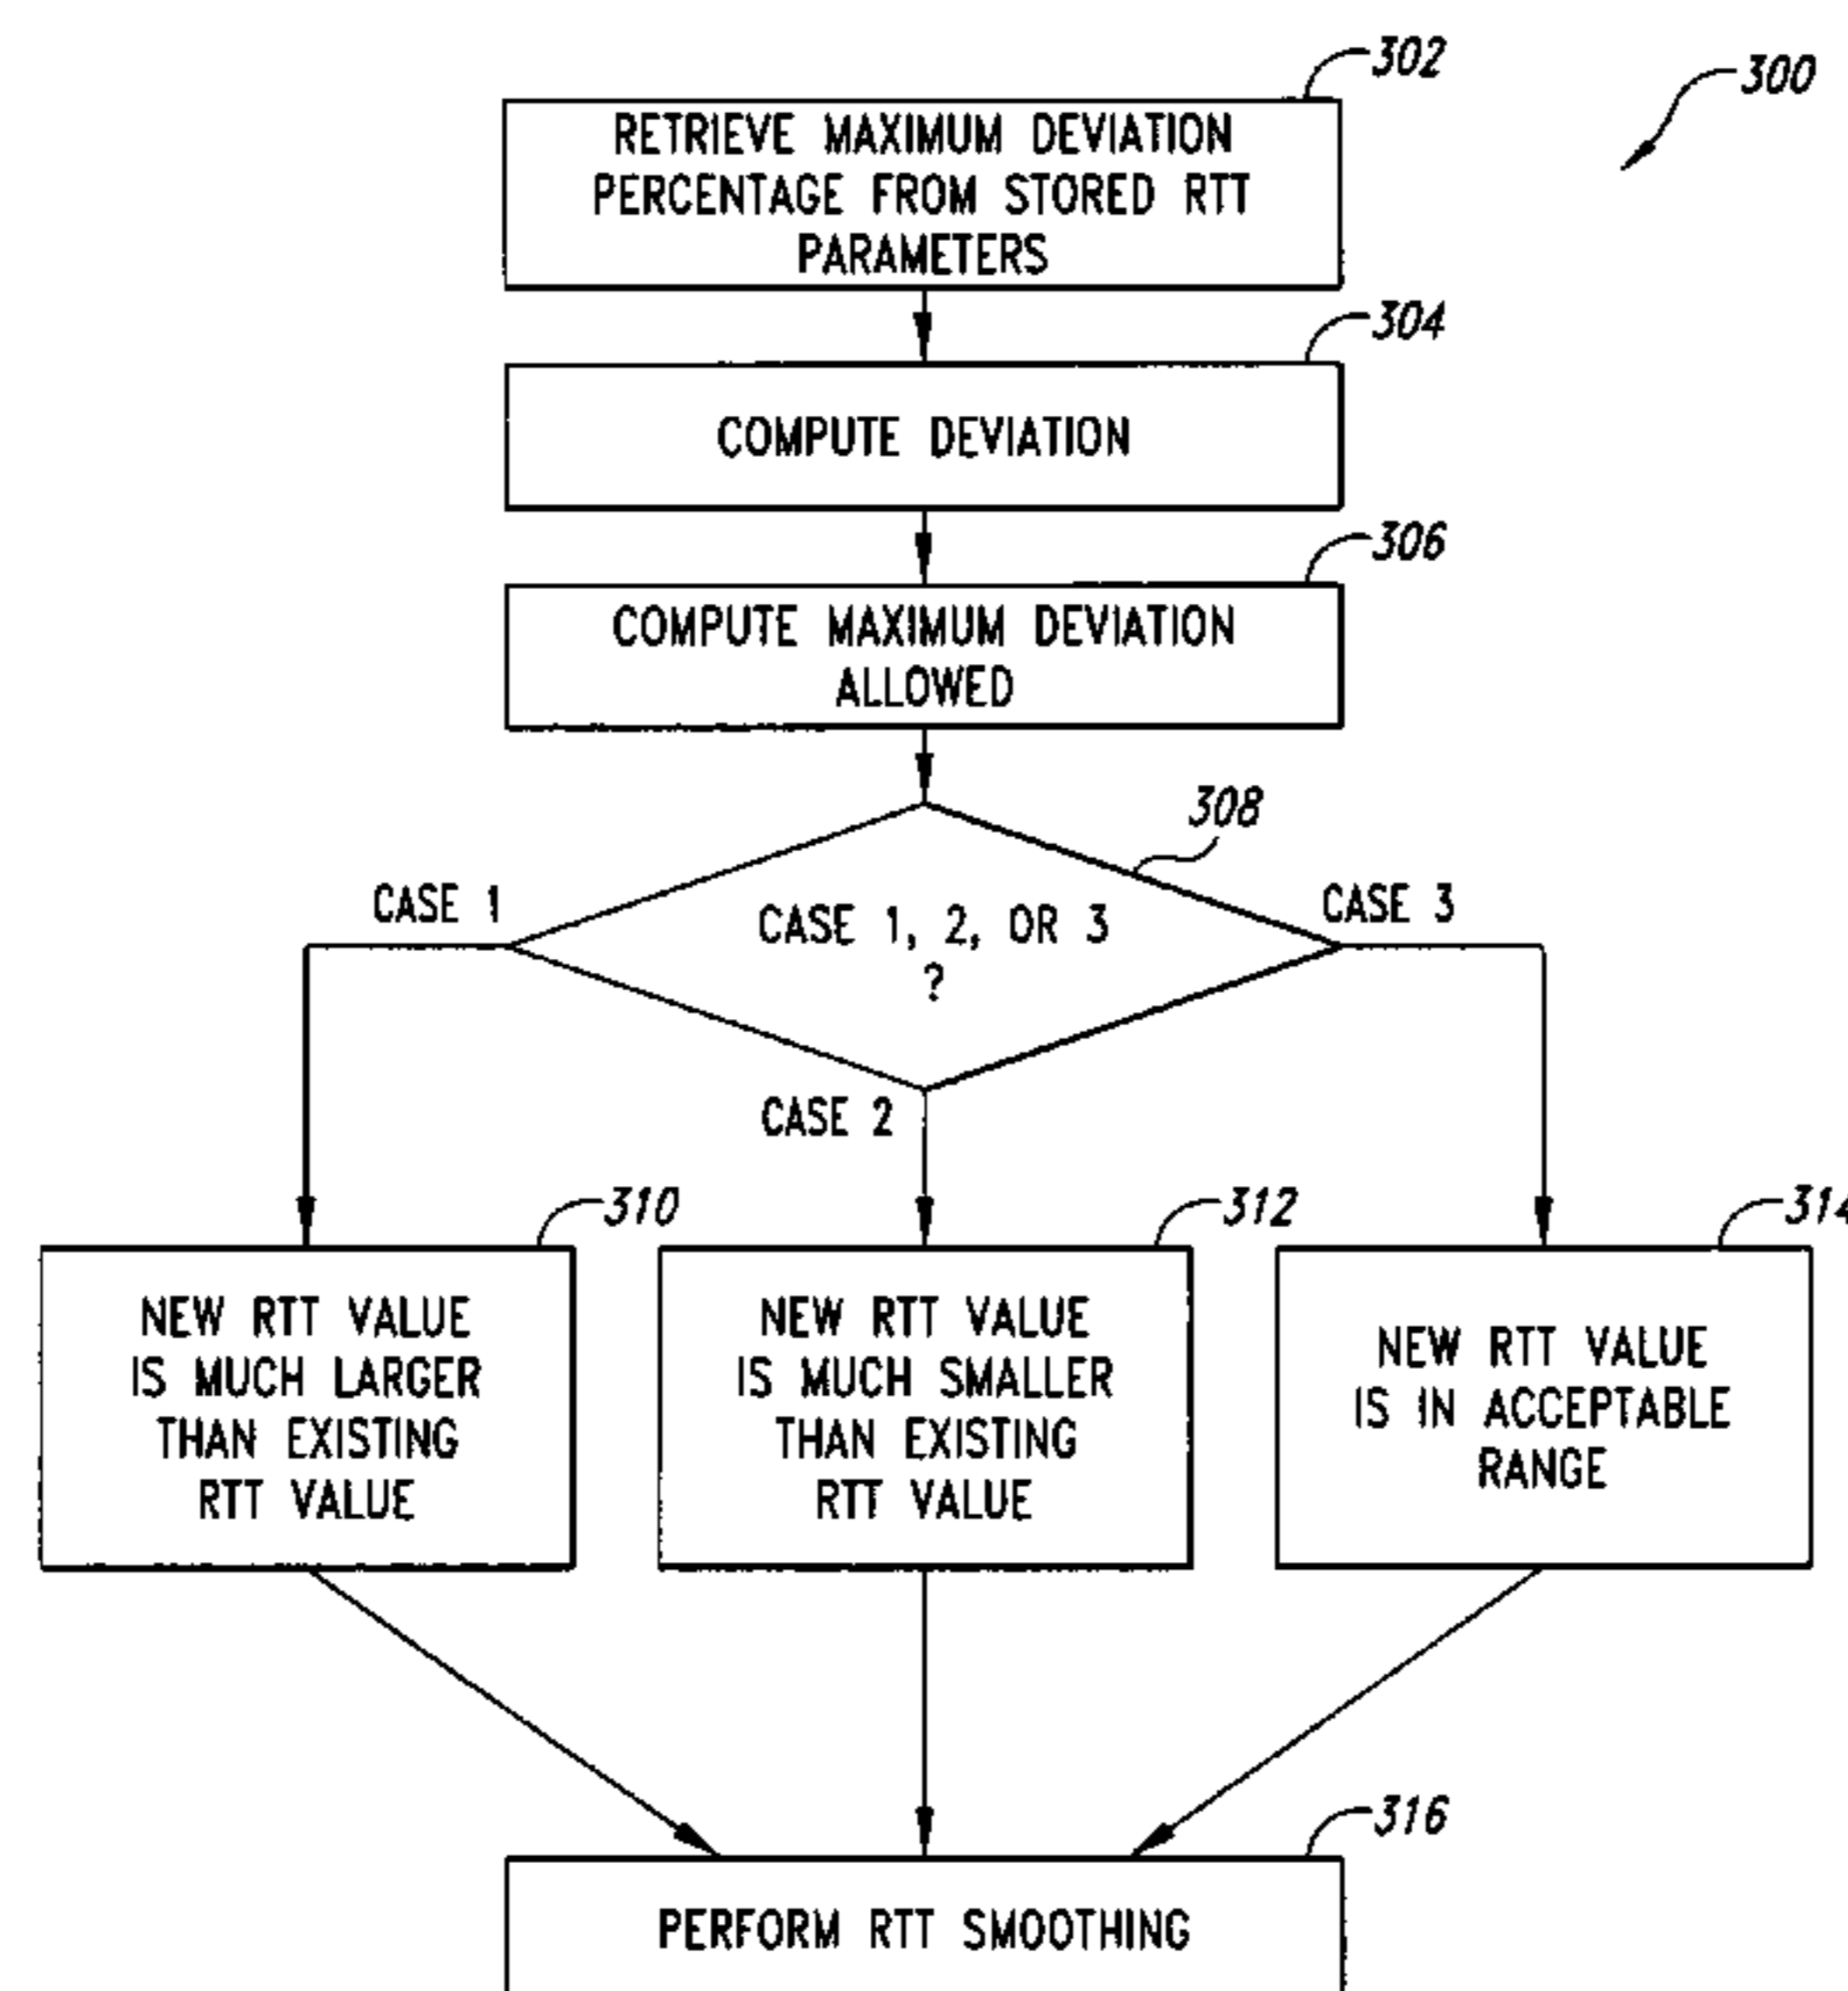 302
300
RETRIEVE MAXIMUM DEVIATION
PERCENTAGE FROM STORED RTT
PARAMETERS
304
COMPUTE DEVIATION
306
COMPUTE MAXIMUM DEVIATION
ALLOWED
308
CASE 1
CASE 1, 2, OR 3
?
CASE 3
CASE 2
310
NEW RTT VALUE
IS MUCH LARGER
THAN EXISTING
RTT VALUE
312
NEW RTT VALUE
IS MUCH SMALLER
THAN EXISTING
RTT VALUE
314
NEW RTT VALUE
IS IN ACCEPTABLE
RANGE
316
PERFORM RTT SMOOTHING